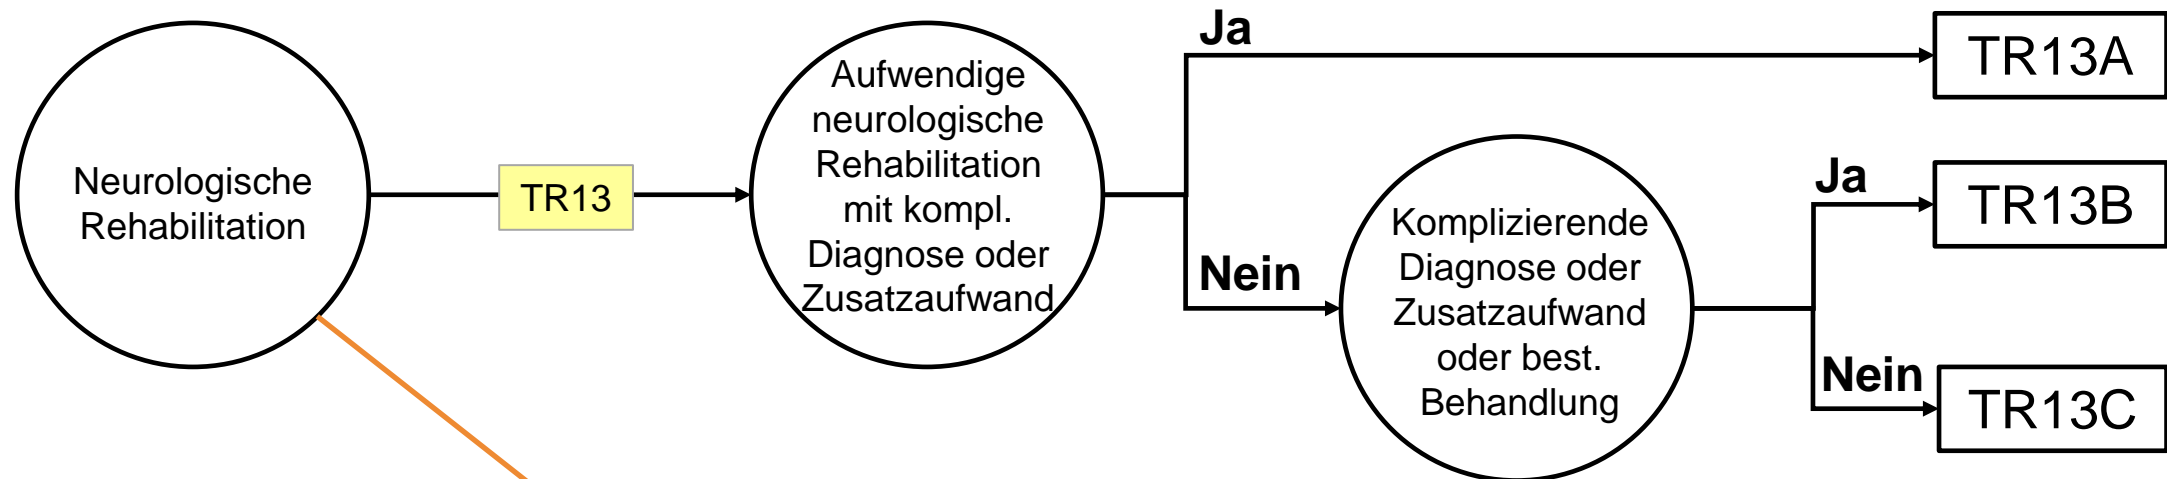 Neurologische
Rehabilitation
TR13
Aufwendige
neurologische
Rehabilitation
mit kompl.
Diagnose oder
Zusatzaufwand
Ja
TR13A
Nein
Komplizierende
Diagnose oder
Zusatzaufwand
oder best.
Behandlung
Ja
TR13B
Nein
TR13C